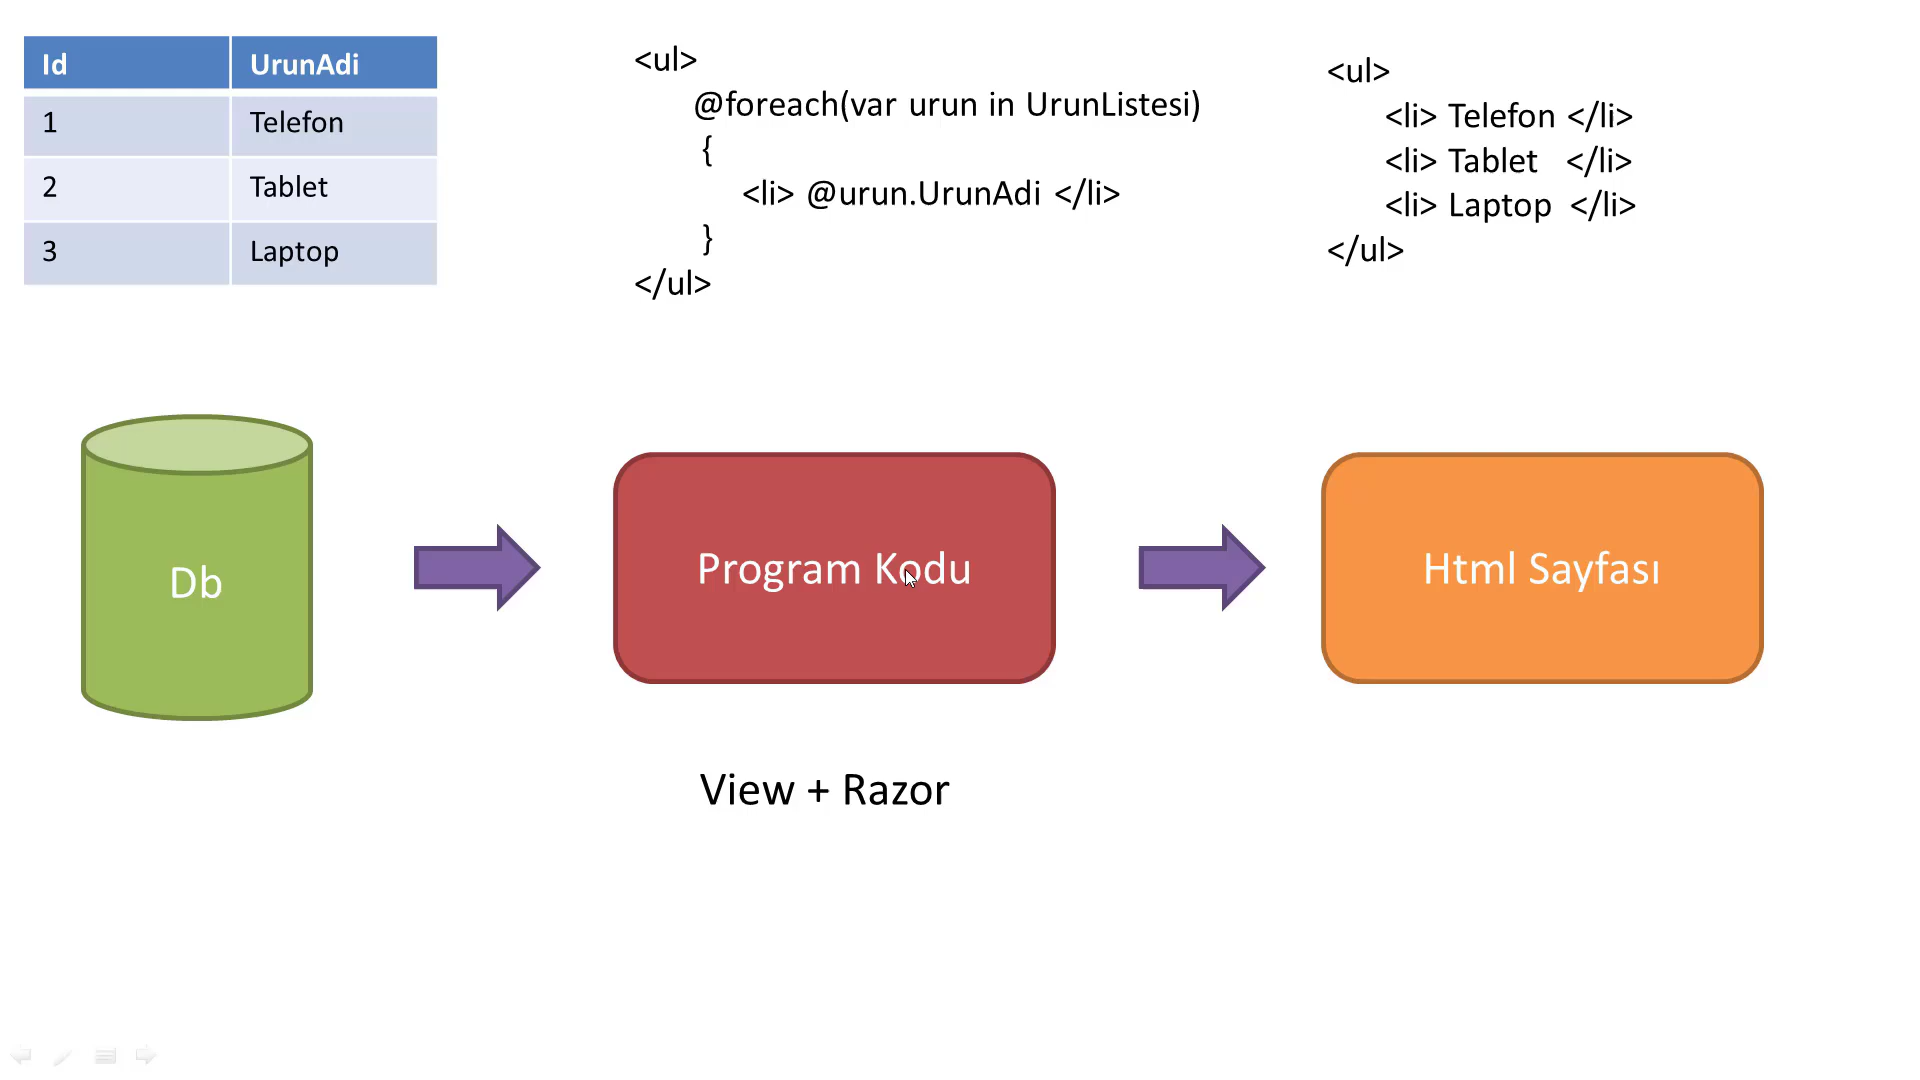 Id UrunAdi
1 Telefon
2 Tablet
3 Laptop
<ul>
@foreach(var urun in UrunListesi)
{
<li> @urun.UrunAdi </li>
}
</ul>
<ul>
<li> Telefon </li>
<li> Tablet </li>
<li> Laptop </li>
</ul>
Db
Program Kodu
Html Sayfası
View + Razor